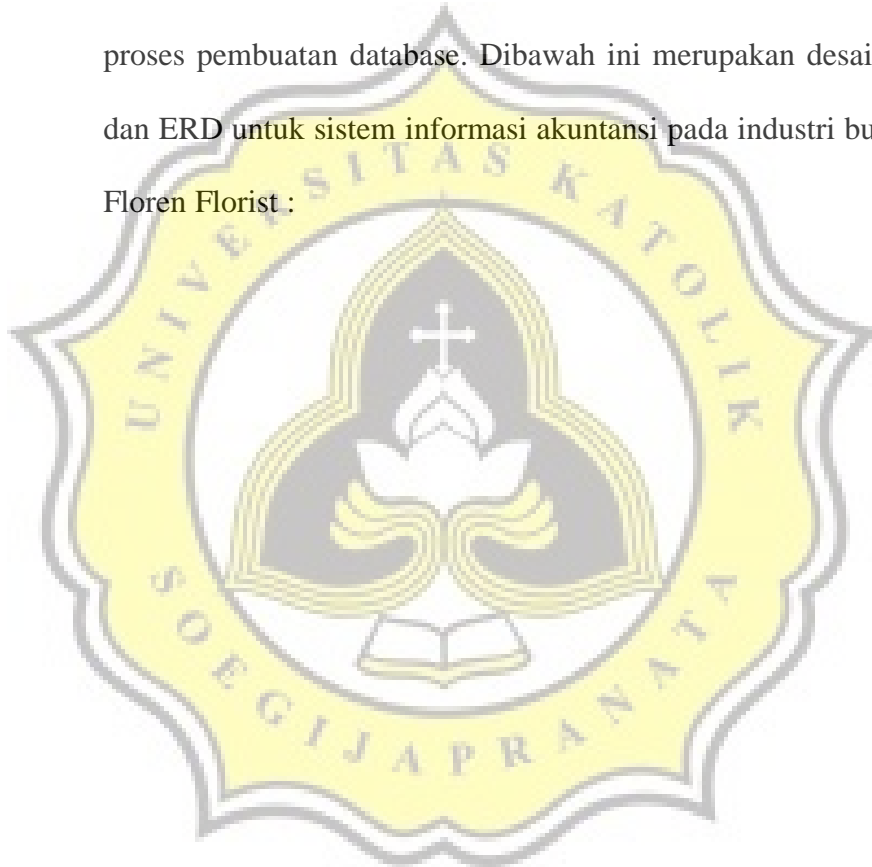 proses pembuatan database. Dibawah ini merupakan desai
dan ERD untuk sistem informasi akuntansi pada industri bu
Floren Florist :
UNIVERSITAS KATOLIK
SOEGIJAPRANATA